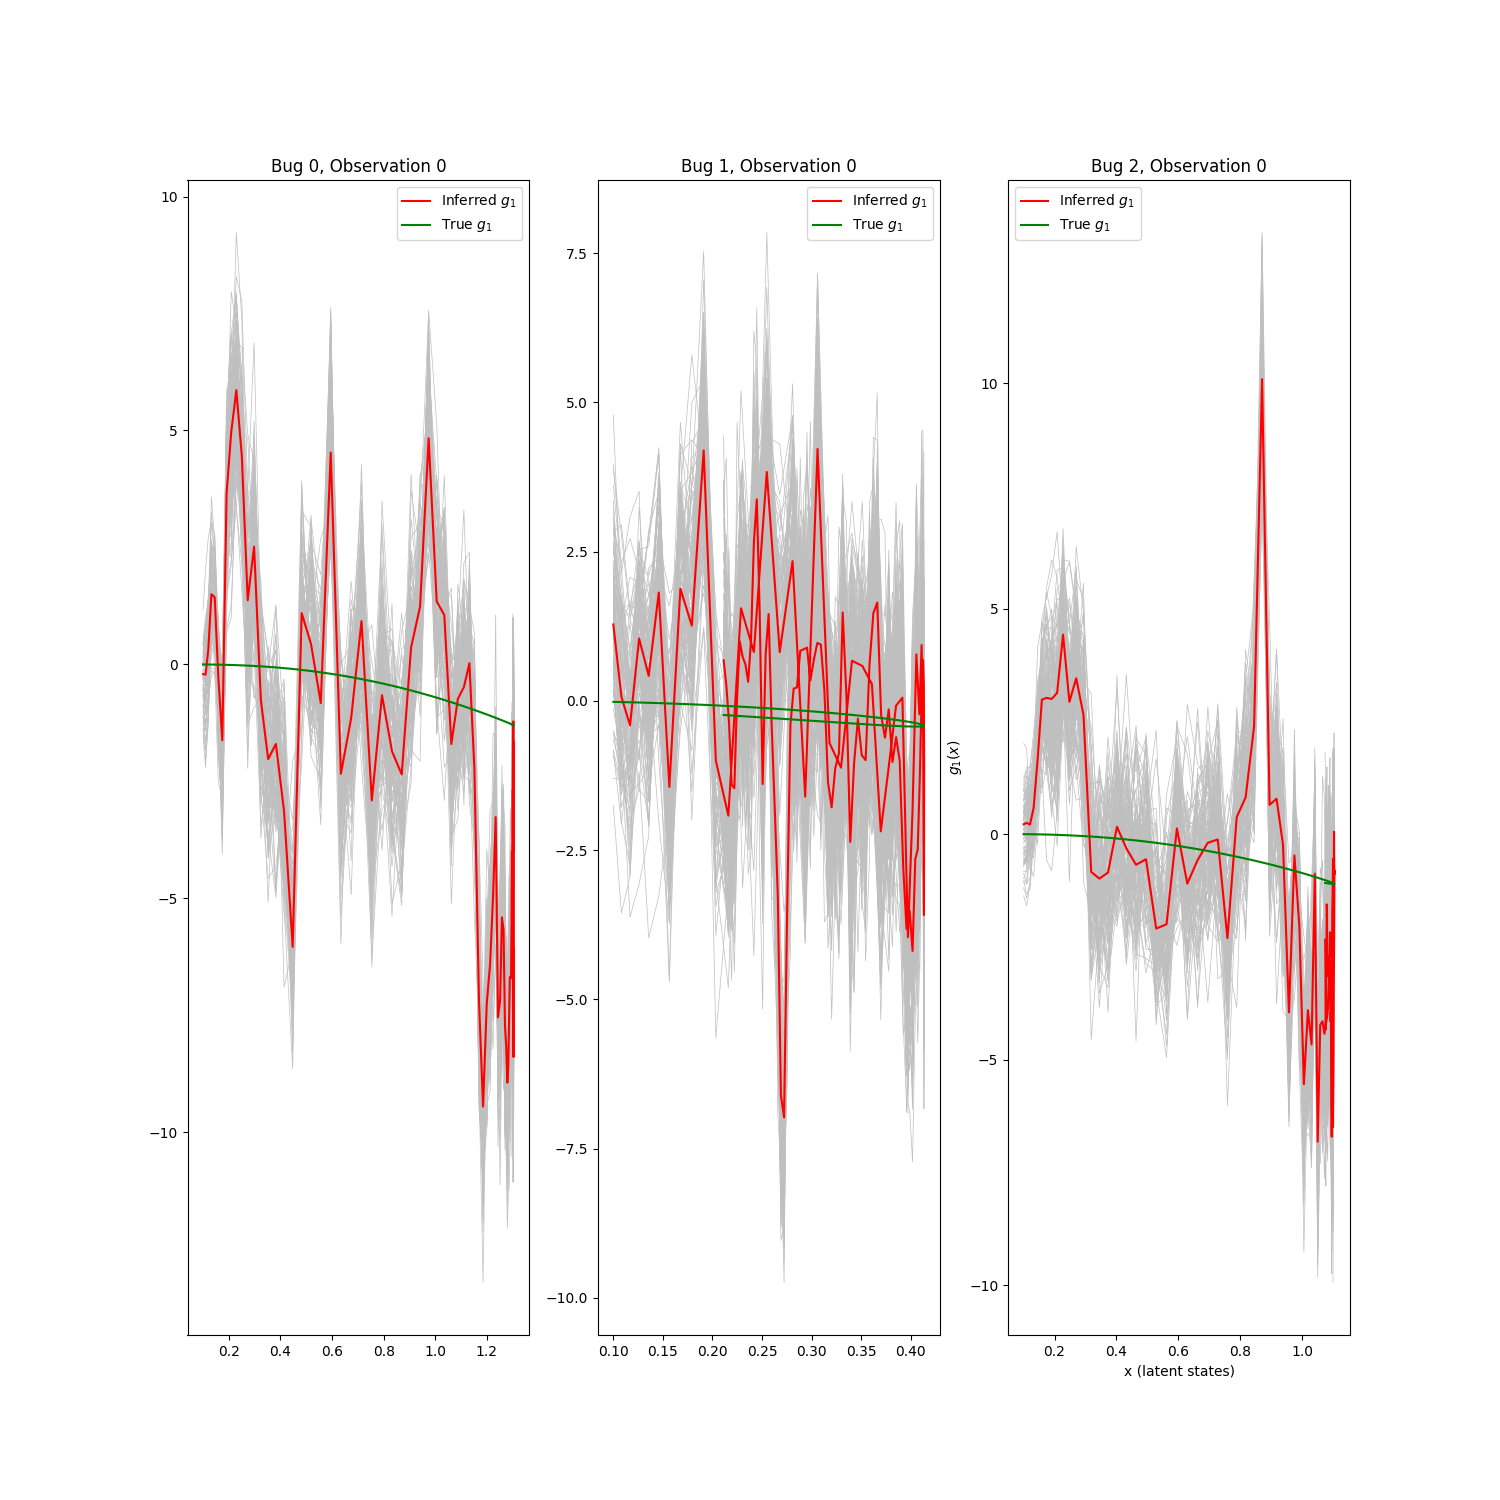 Bug 0, Observation 0
Inferred g₁
True g₁
10
5
0
−5
−10
0.2 0.4 0.6 0.8 1.0 1.2
Bug 1, Observation 0
Inferred g₁
True g₁
7.5
5.0
2.5
0.0
−2.5
−5.0
−7.5
−10.0
0.10 0.15 0.20 0.25 0.30 0.35 0.40
Bug 2, Observation 0
Inferred g₁
True g₁
g₁(x)
10
5
0
−5
−10
0.2 0.4 0.6 0.8 1.0
x (latent states)